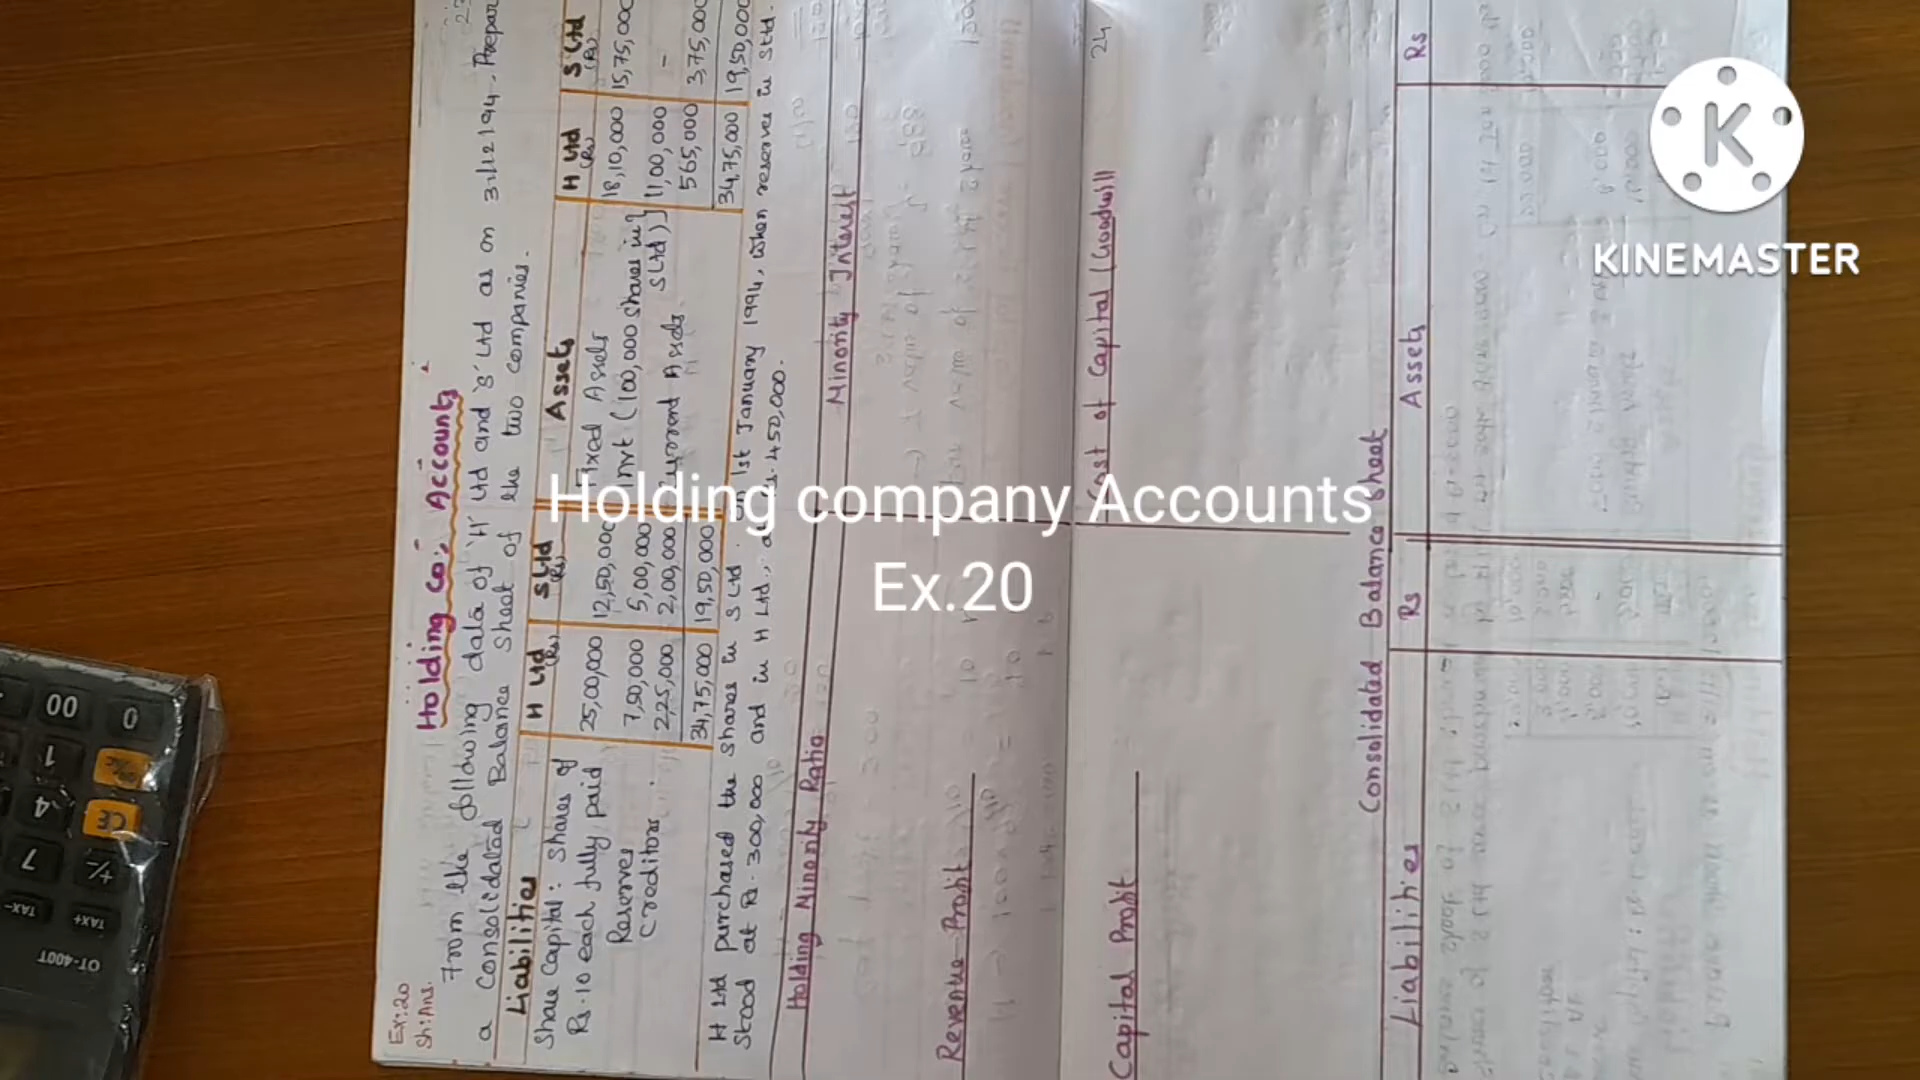 Ex:20
Sh:Ans.
Holding Co:. Accounts
From the following data of 'H' Ltd and 'S' Ltd as on 31.12.1994. Prepar
a consolidated Balance Sheet of the two companies.
Liabilities H Ltd (Rs) S Ltd (Rs) Assets H Ltd (Rs) S Ltd (Rs)
Share Capital: Shares of
Rs.10 each fully paid 25,00,000 12,50,000 Fixed Assets 18,10,000 15,75,000
Reserves 7,50,000 5,00,000 Invt (100,000 shares in S Ltd) 11,00,000 -
Creditors 2,25,000 2,00,000 Current Assets 565,000 375,000
34,75,000 19,50,000 34,75,000 19,50,000
H Ltd purchased the shares in S Ltd. 1st January 1994, when reserves in S Ltd.
stood at Rs. 300,000 and in H Ltd., 450,000.
Holding Minority Ratio Minority Interest
Revenue Profit
Capital Profit Cost of Capital (Goodwill
24
Consolidated Balance Sheet
Liabilities Rs Assets Rs
Holding company Accounts
Ex.20
K
KINEMASTER
0 00
1
4 CM
7 +/-
TAX- TAX+
OT-400T